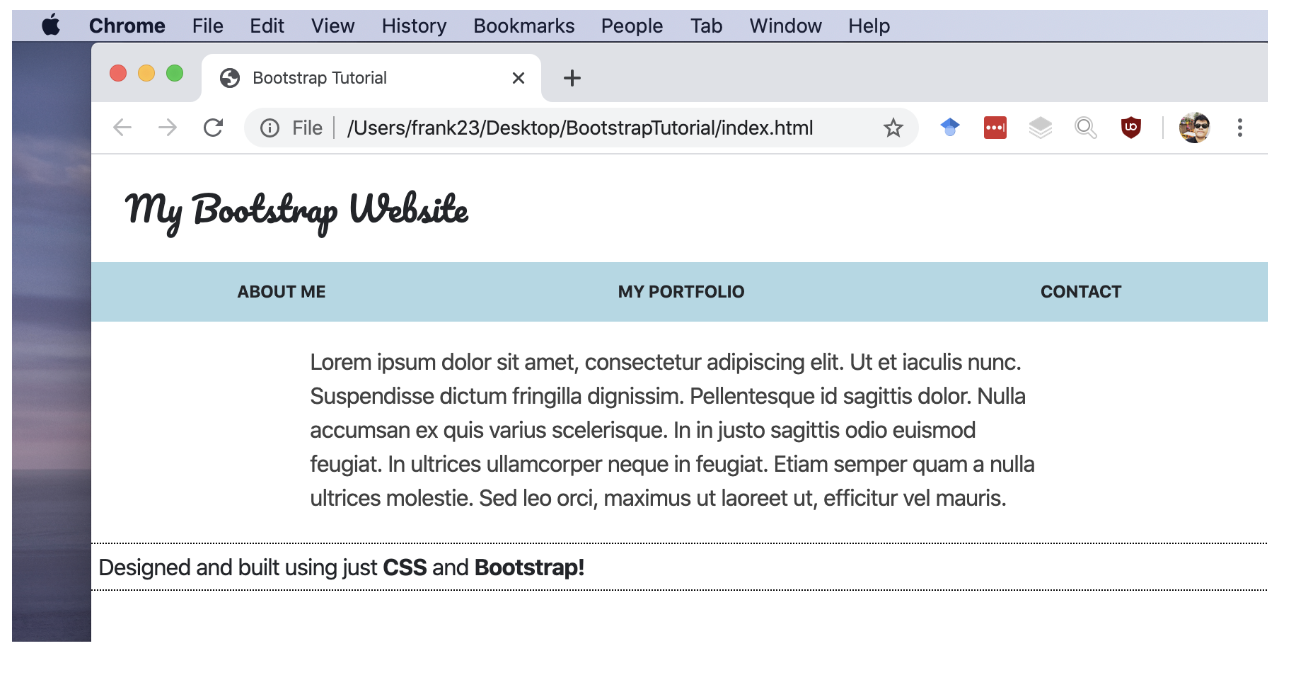 Chrome File Edit View History Bookmarks People Tab Window Help
Bootstrap Tutorial
File /Users/frank23/Desktop/BootstrapTutorial/index.html
My Bootstrap Website
ABOUT ME MY PORTFOLIO CONTACT
Lorem ipsum dolor sit amet, consectetur adipiscing elit. Ut et iaculis nunc.
Suspendisse dictum fringilla dignissim. Pellentesque id sagittis dolor. Nulla
accumsan ex quis varius scelerisque. In in justo sagittis odio euismod
feugiat. In ultrices ullamcorper neque in feugiat. Etiam semper quam a nulla
ultrices molestie. Sed leo orci, maximus ut laoreet ut, efficitur vel mauris.
Designed and built using just CSS and Bootstrap!